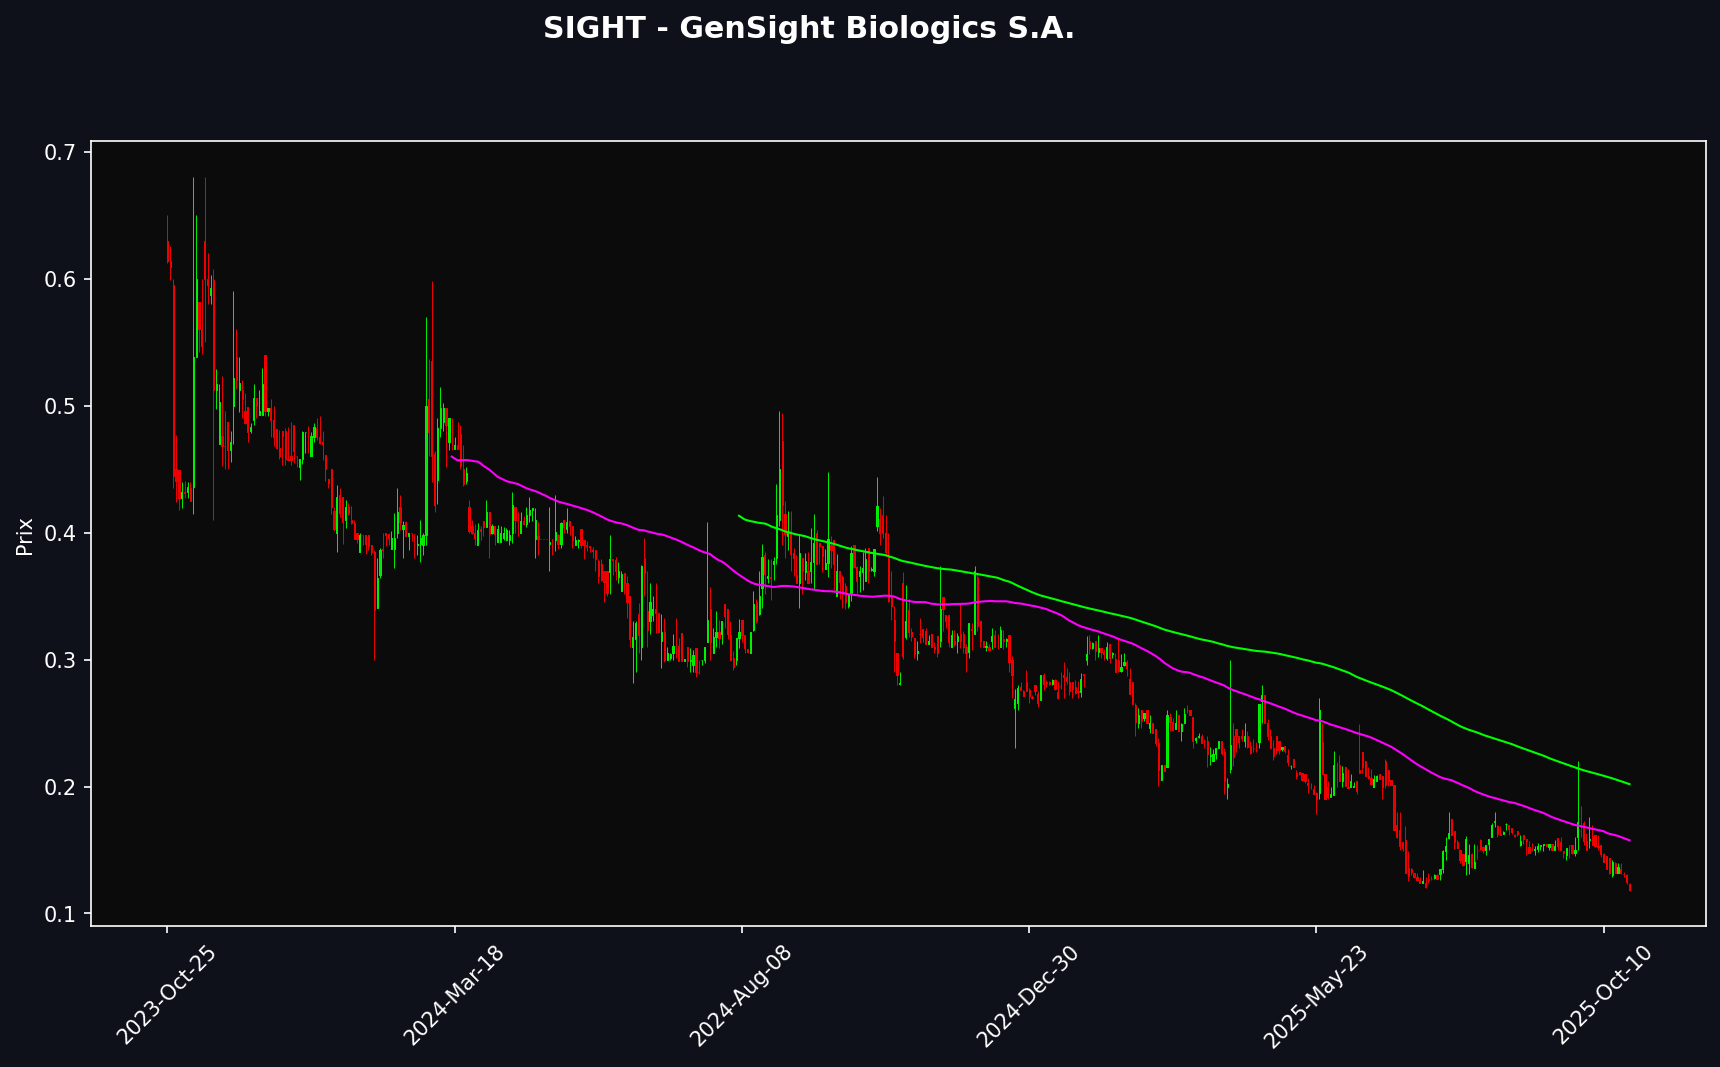 SIGHT - GenSight Biologics S.A.
Prix
0.7
0.6
0.5
0.4
0.3
0.2
0.1
2023-Oct-25
2024-Mar-18
2024-Aug-08
2024-Dec-30
2025-May-23
2025-Oct-10